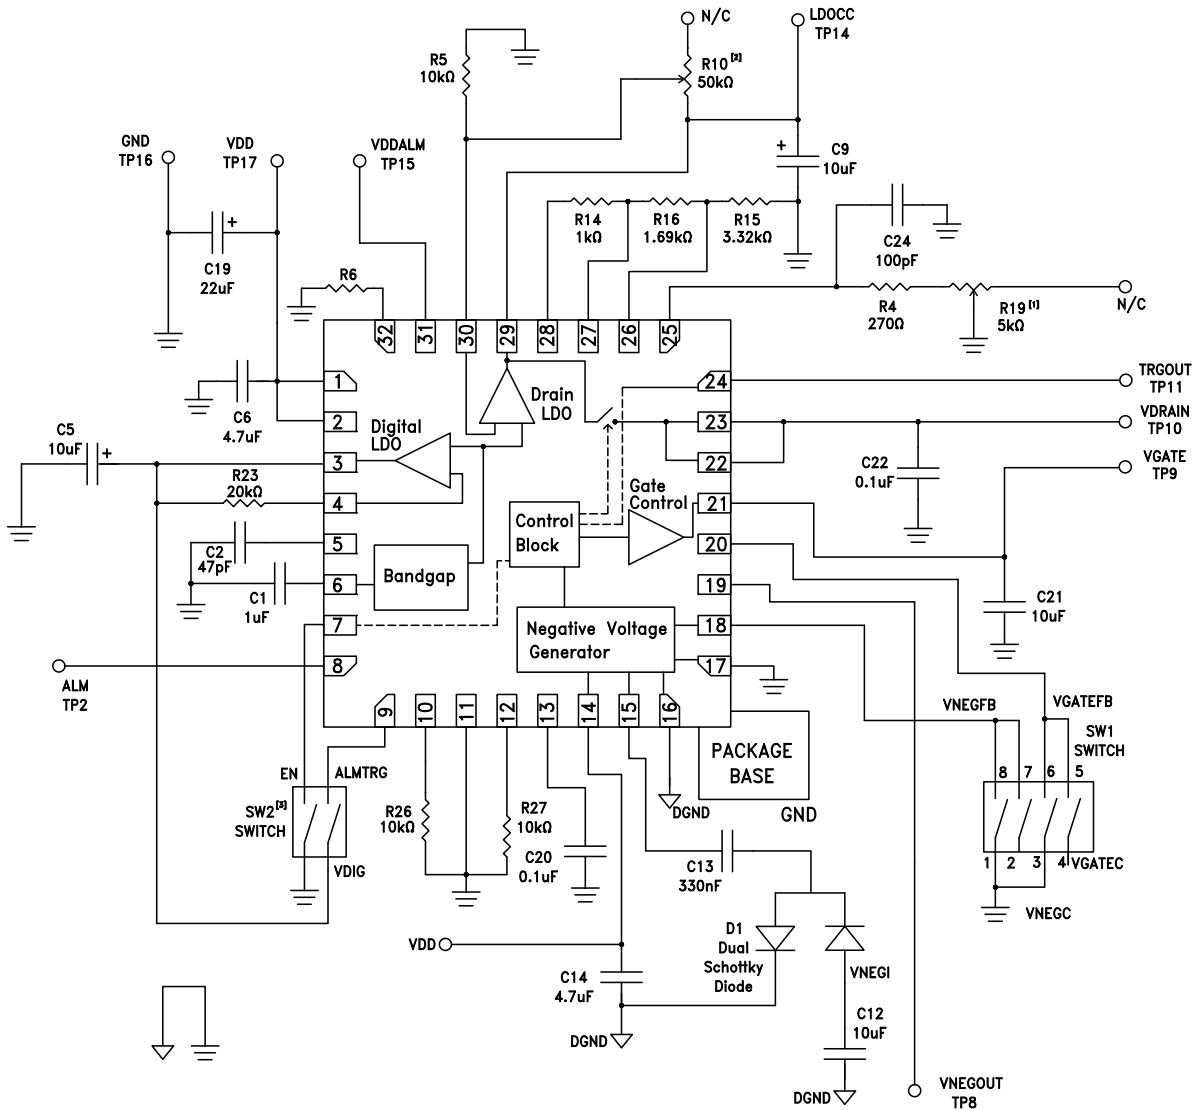 N/C
LDOCC
TP14
R5
10kΩ
R10[2]
50kΩ
GND
TP16
VDD
TP17
VDDALM
TP15
+
C9
10uF
+
C19
22uF
R14
1kΩ
R16
1.69kΩ
R15
3.32kΩ
C24
100pF
R6
R4
270Ω
R19[1]
5kΩ
N/C
32
31
30
29
28
27
26
25
1
24
TRGOUT
TP11
Drain
LDO
C6
4.7uF
2
23
VDRAIN
TP10
C5
10uF
+
Digital
LDO
3
22
C22
0.1uF
VGATE
TP9
R23
20kΩ
4
Gate
Control
21
Control
Block
5
20
C2
47pF
Bandgap
6
19
C1
1uF
C21
10uF
7
Negative Voltage
Generator
18
8
17
ALM
TP2
9
10
11
12
13
14
15
16
VNEGFB
VGATEFB
SW1
SWITCH
PACKAGE
BASE
GND
DGND
EN
ALMTRG
SW2[3]
SWITCH
VDIG
R26
10kΩ
R27
10kΩ
C20
0.1uF
C13
330nF
8
7
6
5
1
2
3
4
VGATEC
VNEGC
VDD
D1
Dual
Schottky
Diode
VNEGI
C14
4.7uF
DGND
C12
10uF
DGND
VNEGOUT
TP8